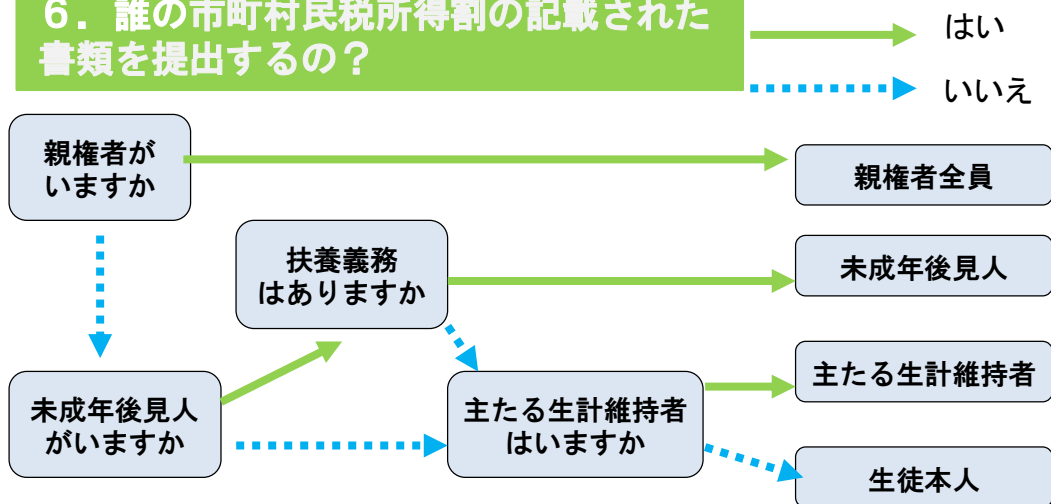 6．誰の市町村民税所得割の記載された
書類を提出するの？
はい
いいえ
親権者が
いますか
親権者全員
扶養義務
はありますか
未成年後見人
未成年後見人
がいますか
主たる生計維持者
はいますか
主たる生計維持者
生徒本人